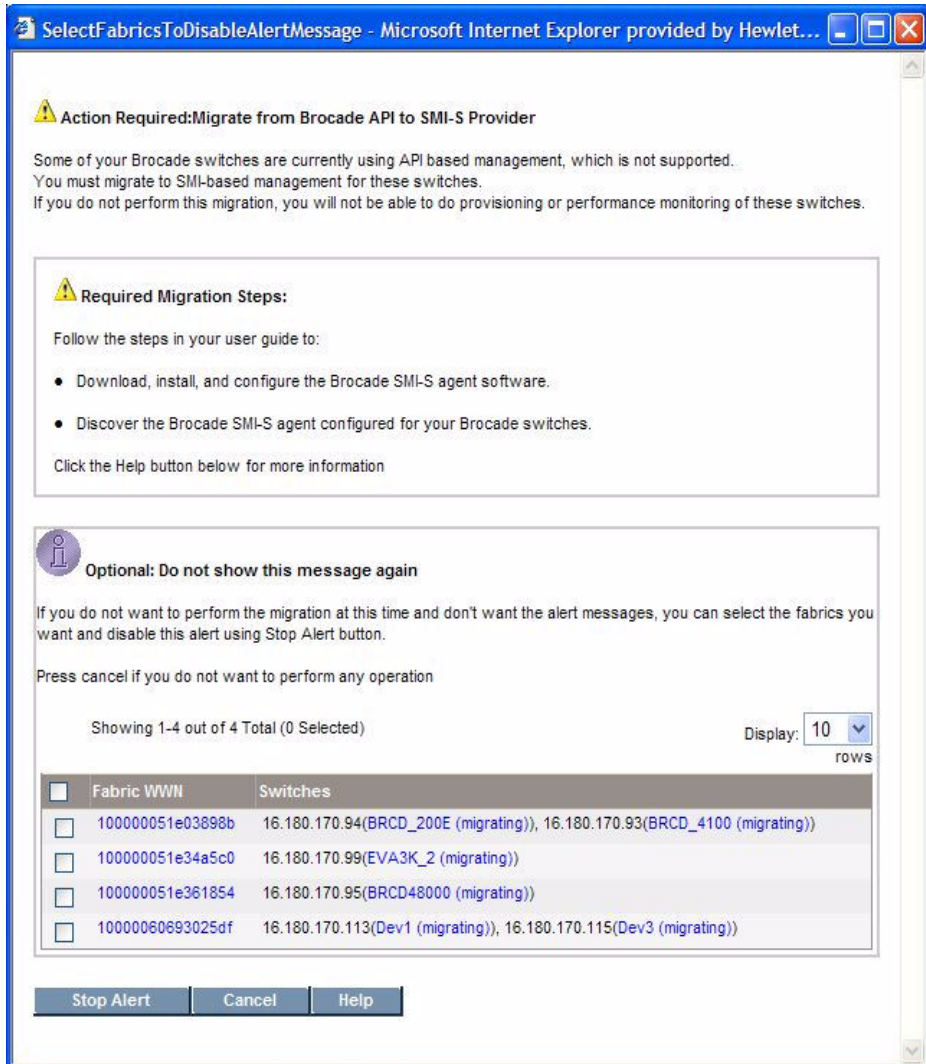 SelectFabricsToDisableAlertMessage - Microsoft Internet Explorer provided by Hewlet...
Action Required:Migrate from Brocade API to SMI-S Provider
Some of your Brocade switches are currently using API based management, which is not supported.
You must migrate to SMI-based management for these switches.
If you do not perform this migration, you will not be able to do provisioning or performance monitoring of these switches.
Required Migration Steps:
Follow the steps in your user guide to:
● Download, install, and configure the Brocade SMI-S agent software.
● Discover the Brocade SMI-S agent configured for your Brocade switches.
Click the Help button below for more information
Optional: Do not show this message again
If you do not want to perform the migration at this time and don't want the alert messages, you can select the fabrics you
want and disable this alert using Stop Alert button.
Press cancel if you do not want to perform any operation
Showing 1-4 out of 4 Total (0 Selected) Display: 10
rows
Fabric WWN Switches
100000051e03898b 16.180.170.94(BRCD_200E (migrating)), 16.180.170.93(BRCD_4100 (migrating))
100000051e34a5c0 16.180.170.99(EVA3K_2 (migrating))
100000051e361854 16.180.170.95(BRCD48000 (migrating))
10000060693025df 16.180.170.113(Dev1 (migrating)), 16.180.170.115(Dev3 (migrating))
Stop Alert Cancel Help